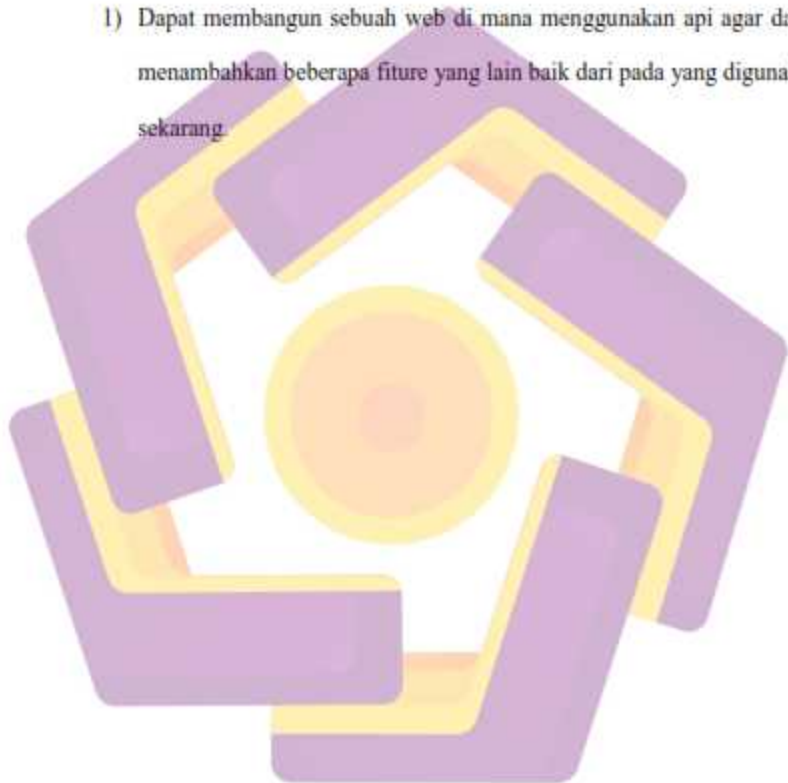 1) Dapat membangun sebuah web di mana menggunakan api agar da
menambahkan beberapa fiture yang lain baik dari pada yang diguna
sekarang.